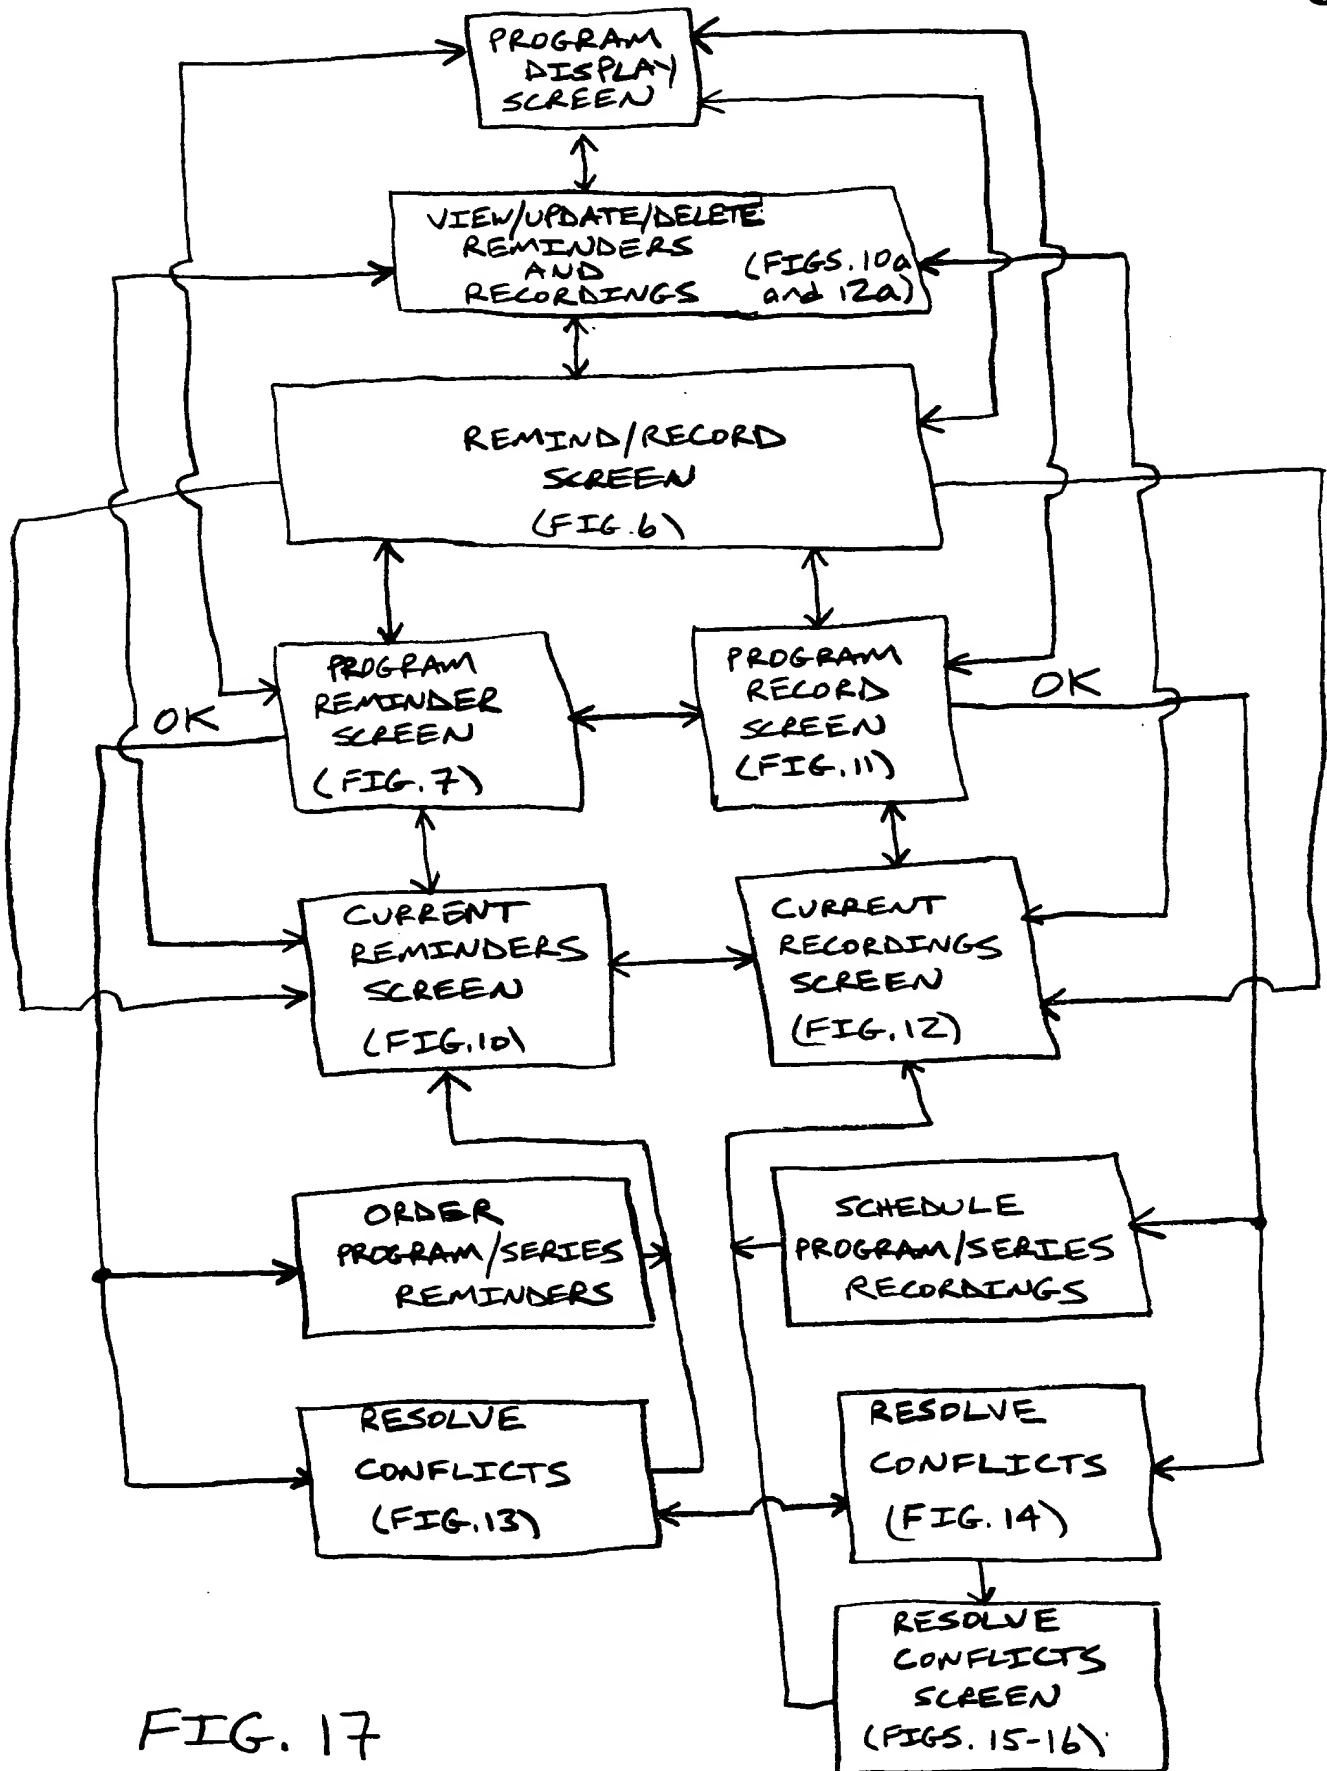 PROGRAM
DISPLAY
SCREEN
VIEW/UPDATE/DELETE
REMINDERS
AND
RECORDINGS
(FIGS. 10a
and 12a)
REMIND/RECORD
SCREEN
(FIG. 6)
PROGRAM
REMINDER
SCREEN
(FIG. 7)
OK
PROGRAM
RECORD
SCREEN
(FIG. 11)
OK
CURRENT
REMINDERS
SCREEN
(FIG. 10)
CURRENT
RECORDINGS
SCREEN
(FIG. 12)
ORDER
PROGRAM/SERIES
REMINDERS
SCHEDULE
PROGRAM/SERIES
RECORDINGS
RESOLVE
CONFLICTS
(FIG. 13)
RESOLVE
CONFLICTS
(FIG. 14)
RESOLVE
CONFLICTS
SCREEN
(FIGS. 15-16)
FIG. 17